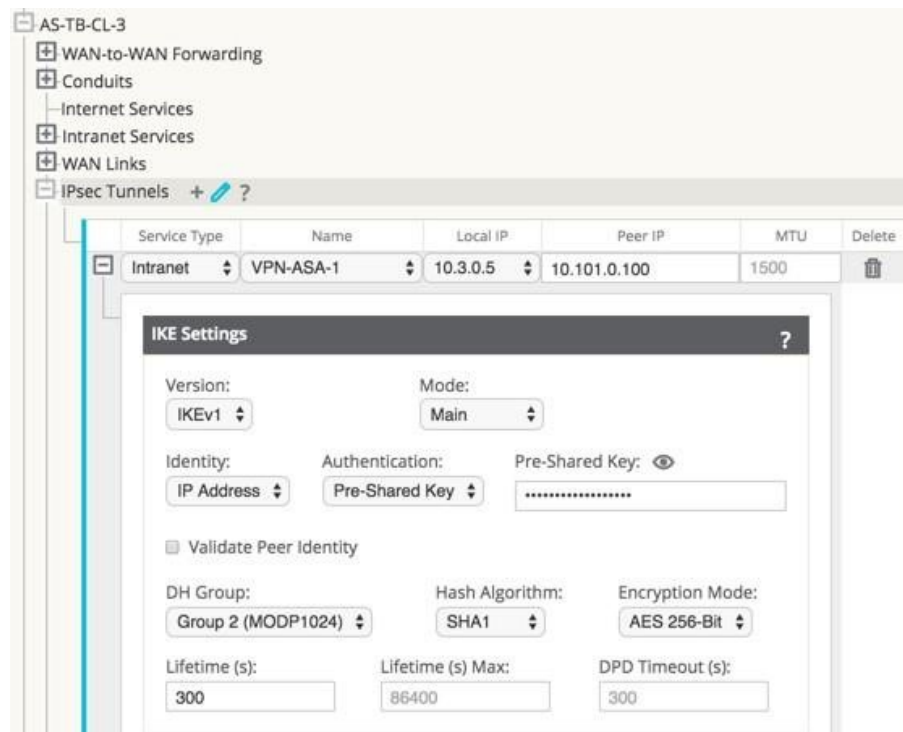 AS-TB-CL-3
WAN-to-WAN Forwarding
Conduits
Internet Services
Intranet Services
WAN Links
IPsec Tunnels + ?
Service Type Name Local IP Peer IP MTU Delete
Intranet VPN-ASA-1 10.3.0.5 10.101.0.100 1500
IKE Settings ?
Version: Mode:
IKEv1 Main
Identity: Authentication: Pre-Shared Key:
IP Address Pre-Shared Key ••••••••••••••••••
Validate Peer Identity
DH Group: Hash Algorithm: Encryption Mode:
Group 2 (MODP1024) SHA1 AES 256-Bit
Lifetime (s): Lifetime (s) Max: DPD Timeout (s):
300 86400 300